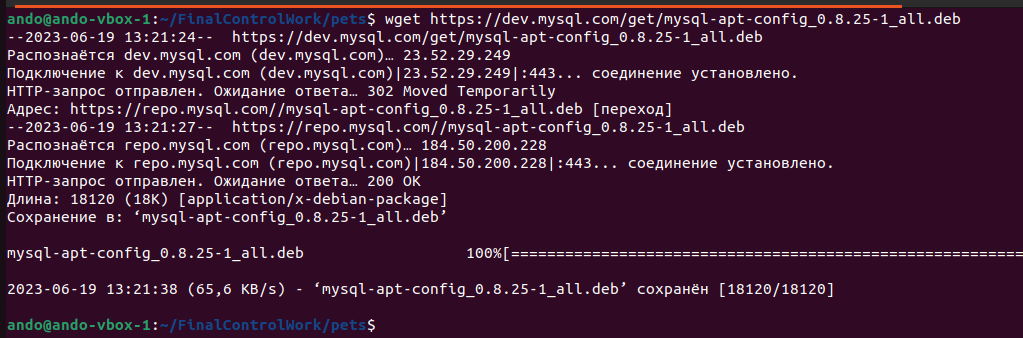 ando@ando-vbox-1:~/FinalControlWork/pets$ wget https://dev.mysql.com/get/mysql-apt-config_0.8.25-1_all.deb
--2023-06-19 13:21:24--  https://dev.mysql.com/get/mysql-apt-config_0.8.25-1_all.deb
Распознаётся dev.mysql.com (dev.mysql.com)… 23.52.29.249
Подключение к dev.mysql.com (dev.mysql.com)|23.52.29.249|:443... соединение установлено.
HTTP-запрос отправлен. Ожидание ответа… 302 Moved Temporarily
Адрес: https://repo.mysql.com//mysql-apt-config_0.8.25-1_all.deb [переход]
--2023-06-19 13:21:27--  https://repo.mysql.com//mysql-apt-config_0.8.25-1_all.deb
Распознаётся repo.mysql.com (repo.mysql.com)… 184.50.200.228
Подключение к repo.mysql.com (repo.mysql.com)|184.50.200.228|:443... соединение установлено.
HTTP-запрос отправлен. Ожидание ответа… 200 OK
Длина: 18120 (18K) [application/x-debian-package]
Сохранение в: ‘mysql-apt-config_0.8.25-1_all.deb’
mysql-apt-config_0.8.25-1_all.deb                  100%[=========================================================
2023-06-19 13:21:38 (65,6 KB/s) - ‘mysql-apt-config_0.8.25-1_all.deb’ сохранён [18120/18120]
ando@ando-vbox-1:~/FinalControlWork/pets$